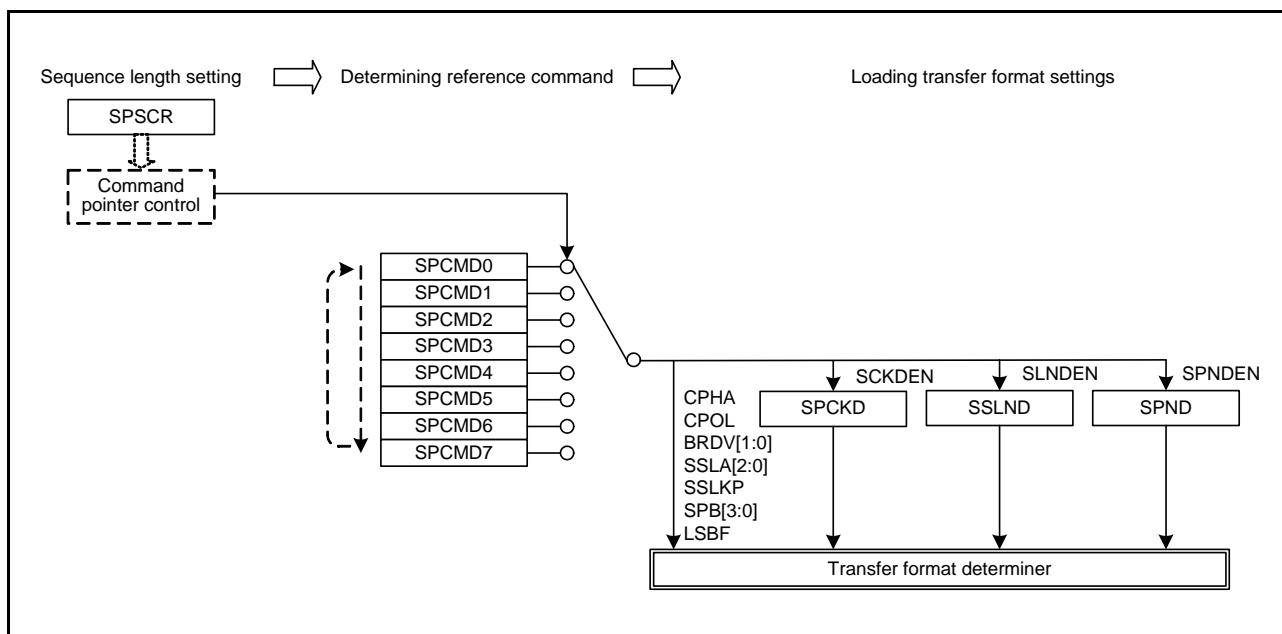 Sequence length setting
Determining reference command
Loading transfer format settings
SPSCR
Command
pointer control
SPCMD0
SPCMD1
SPCMD2
SPCMD3
SPCMD4
SPCMD5
SPCMD6
SPCMD7
CPHA
CPOL
BRDV[1:0]
SSLA[2:0]
SSLKP
SPB[3:0]
LSBF
SCKDEN
SPCKD
SLNDEN
SSLND
SPNDEN
SPND
Transfer format determiner